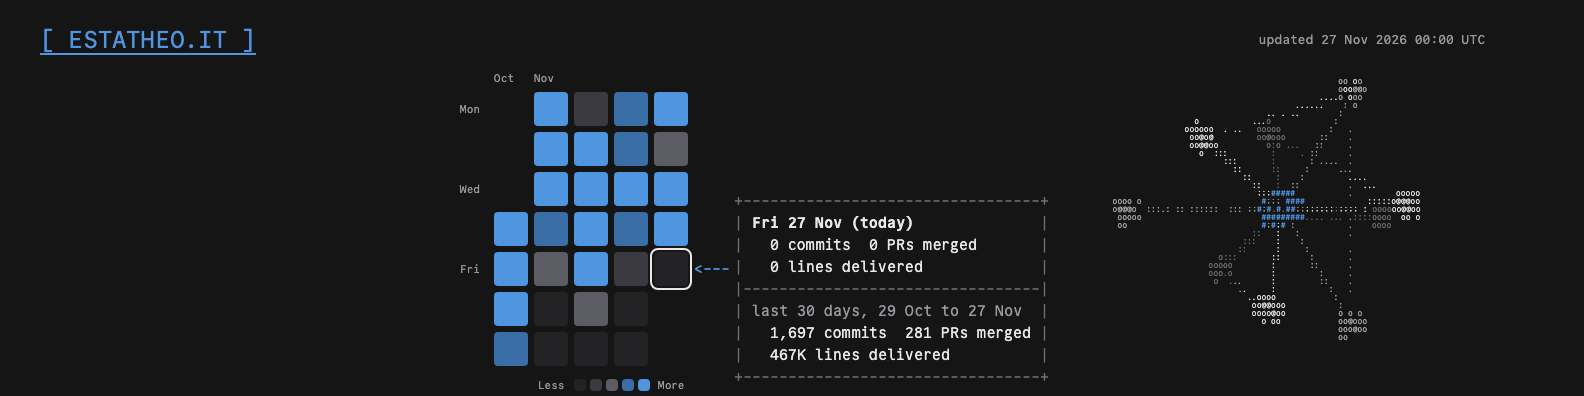 [ ESTATHEO.IT ]
updated 27 Nov 2026 00:00 UTC
Oct Nov
Mon
Wed
Fri
Fri 27 Nov (today)
0 commits 0 PRs merged
0 lines delivered
last 30 days, 29 Oct to 27 Nov
1,697 commits 281 PRs merged
467K lines delivered
Less More